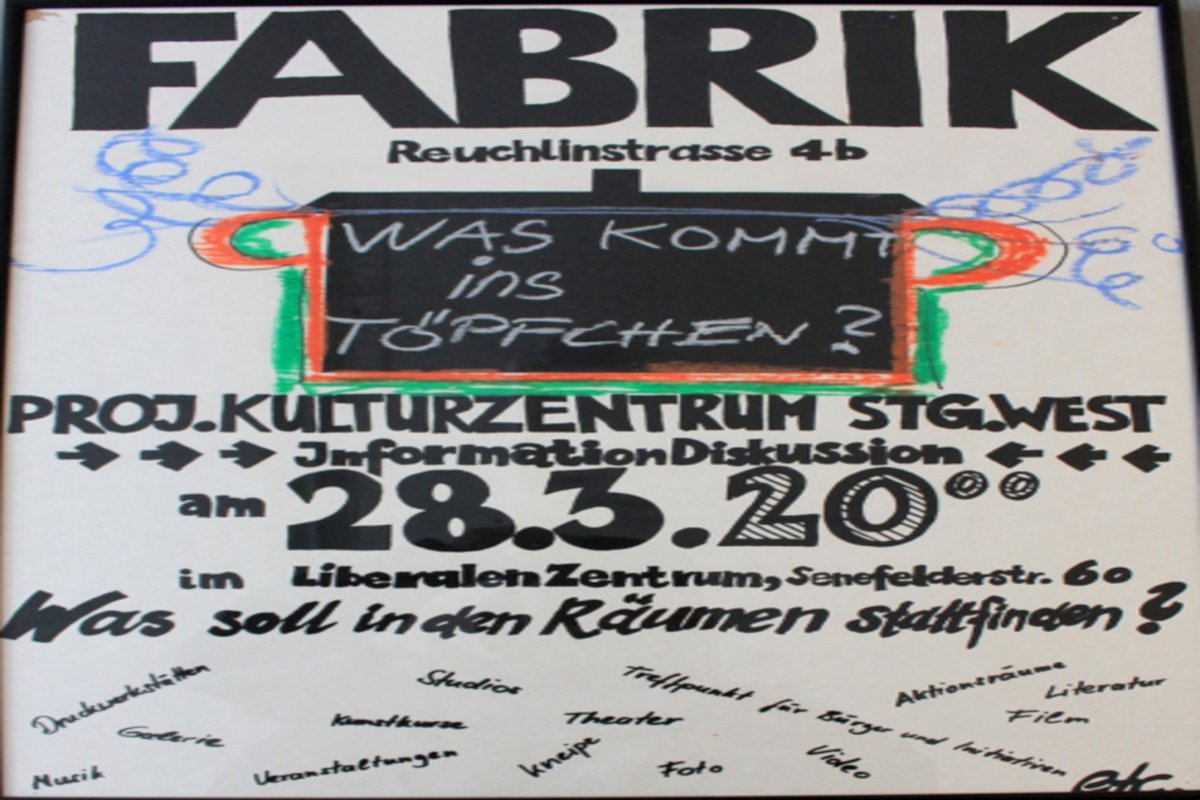 FABRIK
Reuchlinstrasse 4b
WAS KOMMT
ins
TÖPFCHEN?
PROJ.KULTURZENTRUM STG.WEST
→ → → Information Diskussion ← ← ←
am 28.3.20⁰⁰
im Liberalen Zentrum, Senefelderstr. 60
Was soll in den Räumen stattfinden?
Druckwerkstätten
Studios
Treffpunkt für Bürger und Initiativen
Aktionsräume
Literatur
Galerie
Kunstkurse
Theater
Film
Musik
Veranstaltungen
Kneipe
Foto
Video
etc